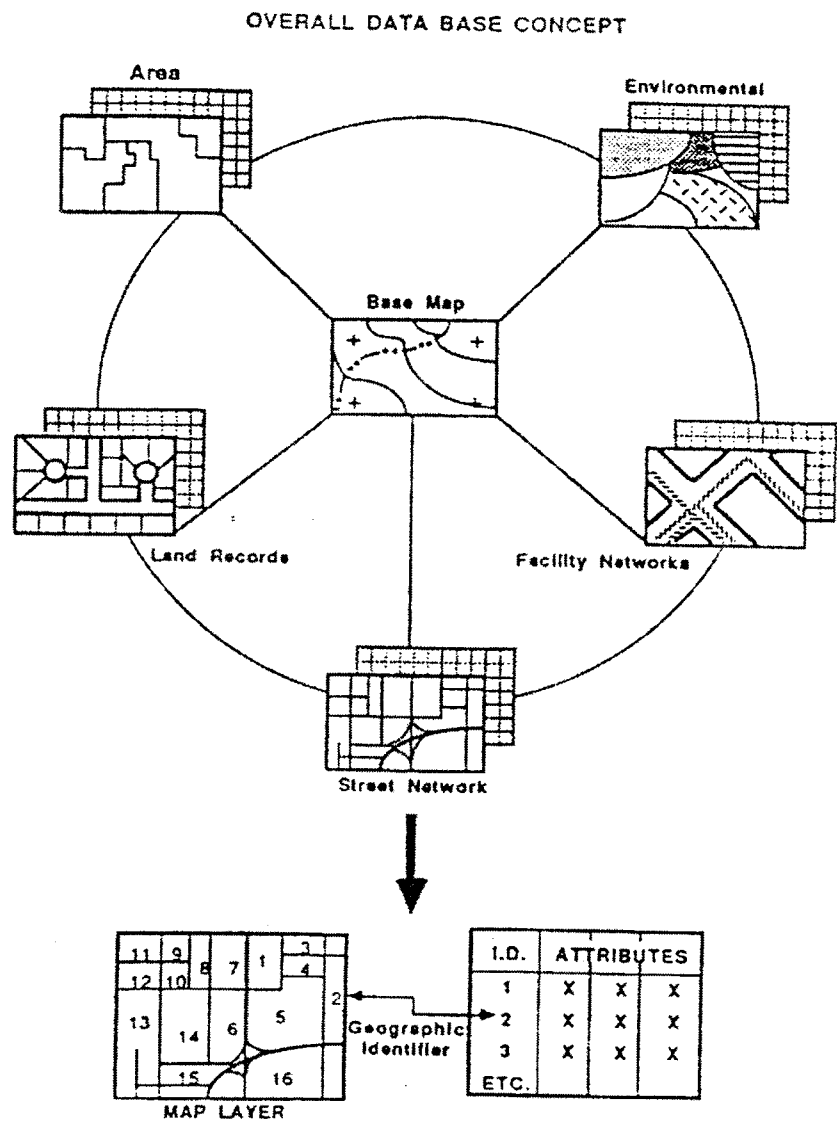 OVERALL DATA BASE CONCEPT
Area
Environmental
Base Map
Land Records
Facility Networks
Street Network
11 9 8 7 1 3
12 10 4
2
13 14 6 5
15 16
MAP LAYER
Geographic
Identifier
I.D. ATTRIBUTES
1 X X X
2 X X X
3 X X X
ETC.